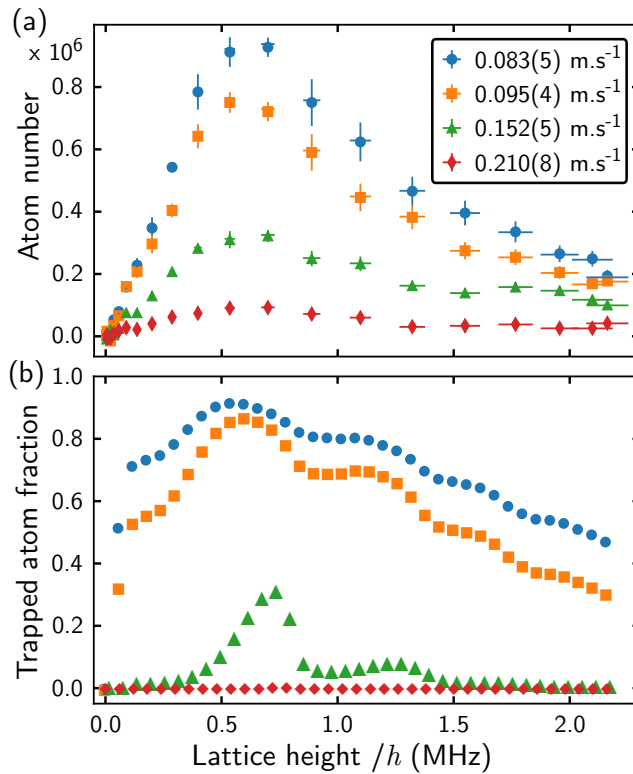 (a)
× 10⁶
0.083(5) m.s⁻¹
0.095(4) m.s⁻¹
0.152(5) m.s⁻¹
0.210(8) m.s⁻¹
Atom number
0.8
0.6
0.4
0.2
0.0
(b)
Trapped atom fraction
1.0
0.8
0.6
0.4
0.2
0.0
0.0 0.5 1.0 1.5 2.0
Lattice height /h (MHz)